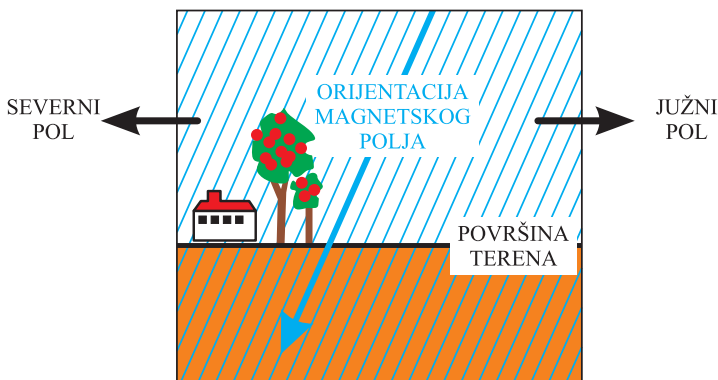 SEVERNI
POL
ORIJENTACIJA
MAGNETSKOG
POLJA
JUŽNI
POL
POVRŠINA
TERENA